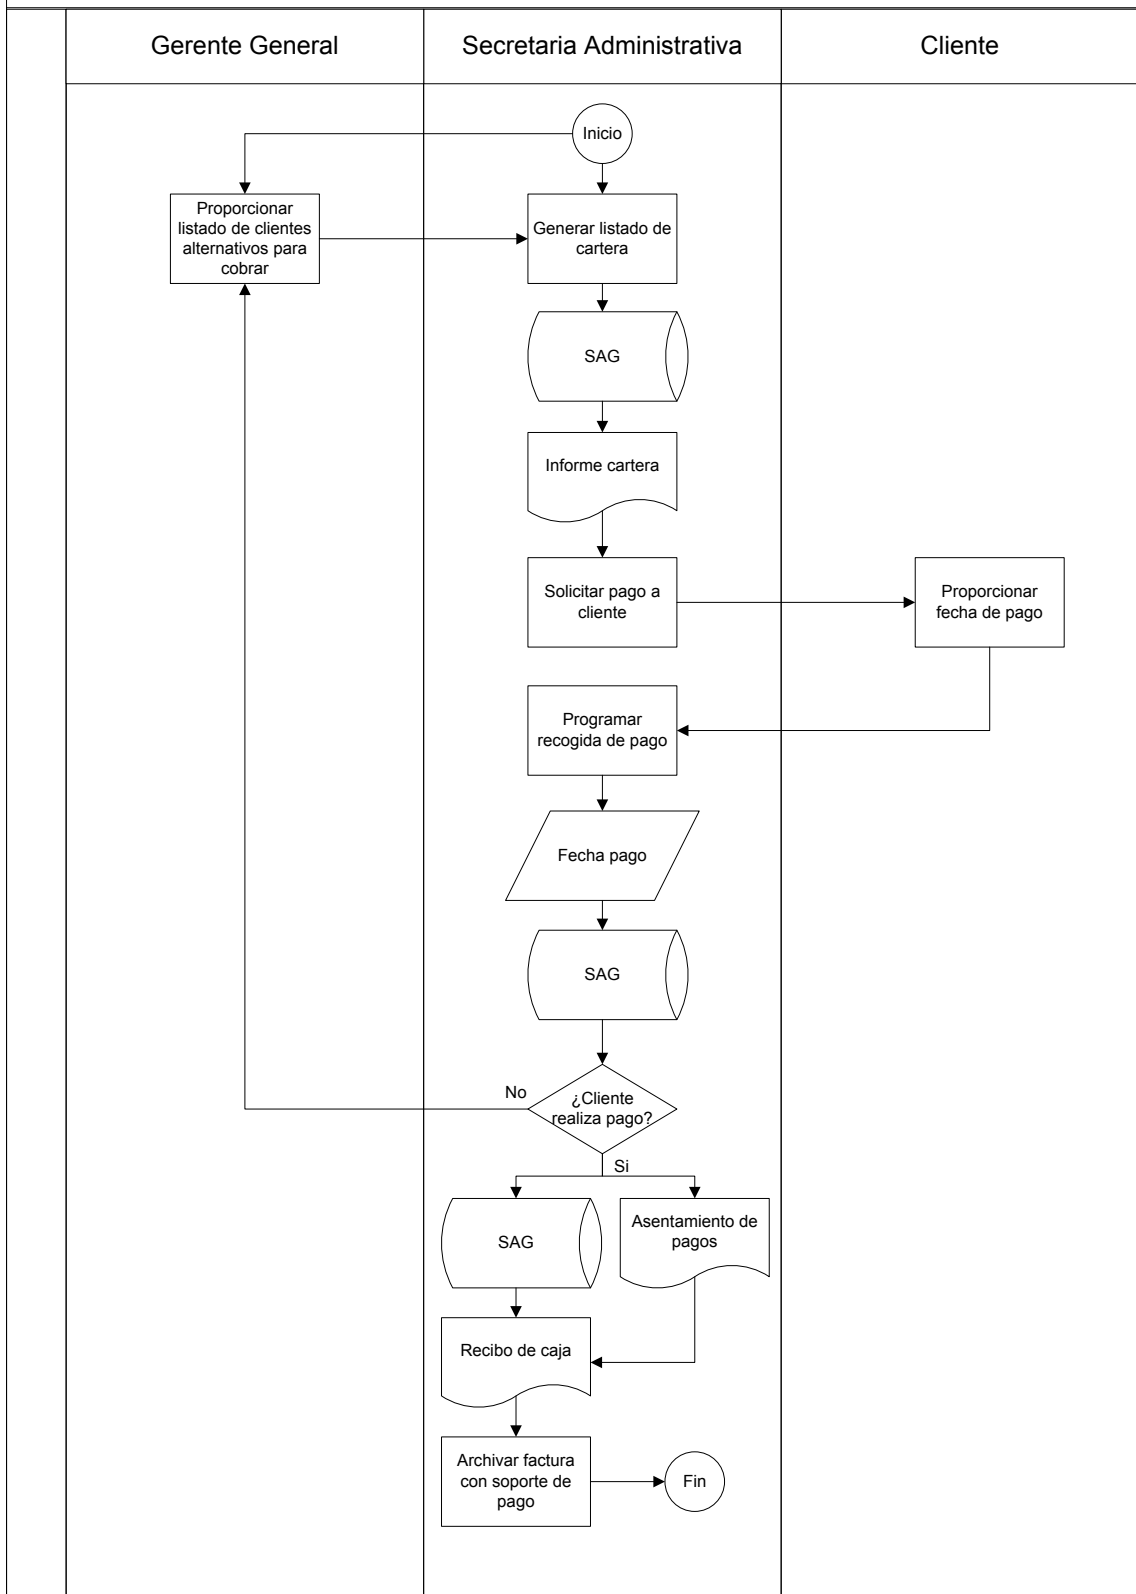 Gerente General
Secretaria Administrativa
Cliente
Inicio
Proporcionar
listado de clientes
alternativos para
cobrar
Generar listado de
cartera
SAG
Informe cartera
Solicitar pago a
cliente
Proporcionar
fecha de pago
Programar
recogida de pago
Fecha pago
SAG
No
¿Cliente
realiza pago?
Si
SAG
Asentamiento de
pagos
Recibo de caja
Archivar factura
con soporte de
pago
Fin